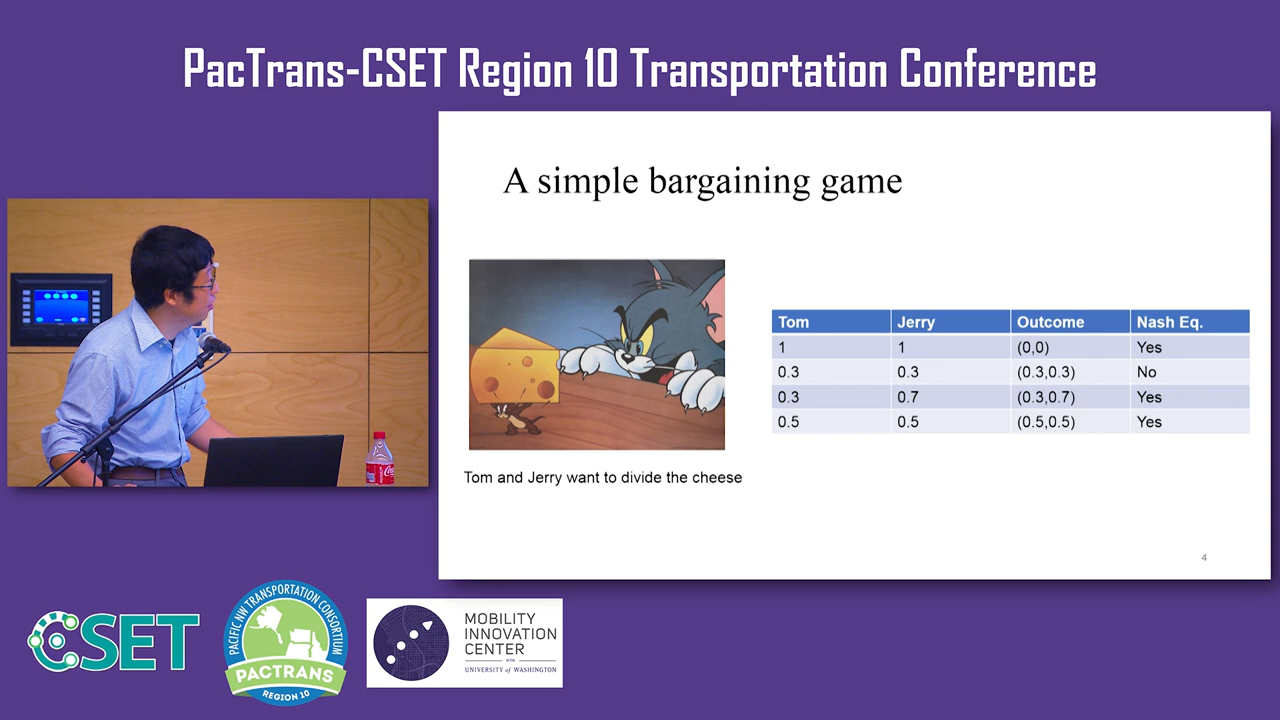 PacTrans-CSET Region 10 Transportation Conference
A simple bargaining game
Tom Jerry Outcome Nash Eq.
1 1 (0,0) Yes
0.3 0.3 (0.3,0.3) No
0.3 0.7 (0.3,0.7) Yes
0.5 0.5 (0.5,0.5) Yes
Tom and Jerry want to divide the cheese
4
CSET
PACIFIC NW TRANSPORTATION CONSORTIUM
PACTRANS
REGION 10
MOBILITY
INNOVATION
CENTER
UNIVERSITY of WASHINGTON